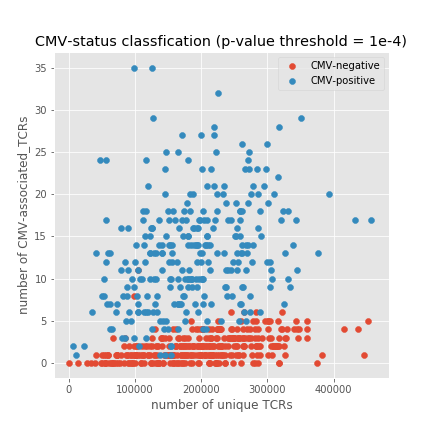 CMV-status classfication (p-value threshold = 1e-4)
CMV-negative
CMV-positive
35
30
25
20
15
10
5
0
number of CMV-associated_TCRs
0 100000 200000 300000 400000
number of unique TCRs